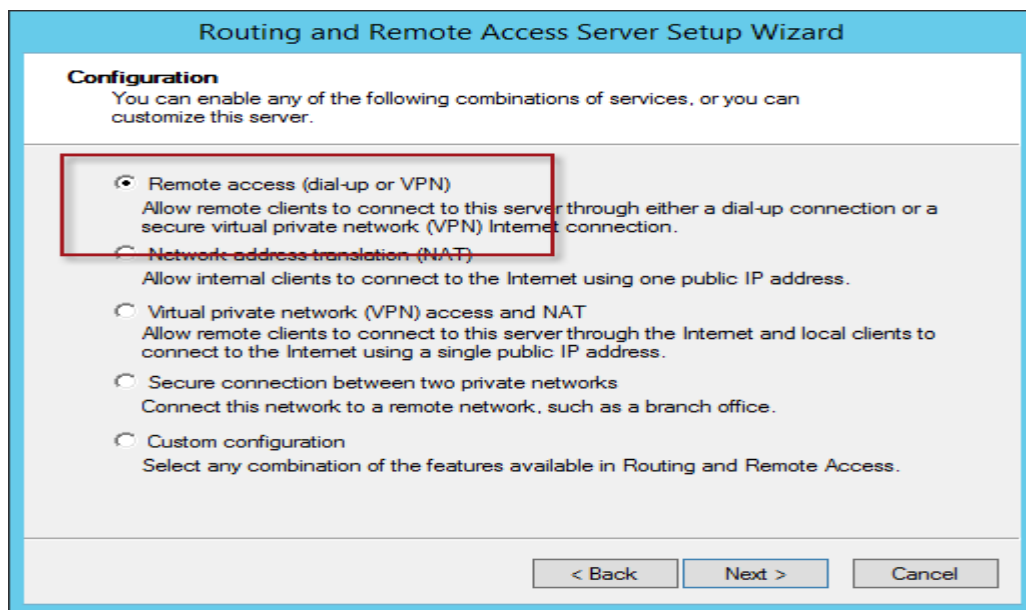 Routing and Remote Access Server Setup Wizard
Configuration
You can enable any of the following combinations of services, or you can
customize this server.
Remote access (dial-up or VPN)
Allow remote clients to connect to this server through either a dial-up connection or a
secure virtual private network (VPN) Internet connection.
Network address translation (NAT)
Allow internal clients to connect to the Internet using one public IP address.
Virtual private network (VPN) access and NAT
Allow remote clients to connect to this server through the Internet and local clients to
connect to the Internet using a single public IP address.
Secure connection between two private networks
Connect this network to a remote network, such as a branch office.
Custom configuration
Select any combination of the features available in Routing and Remote Access.
< Back Next > Cancel